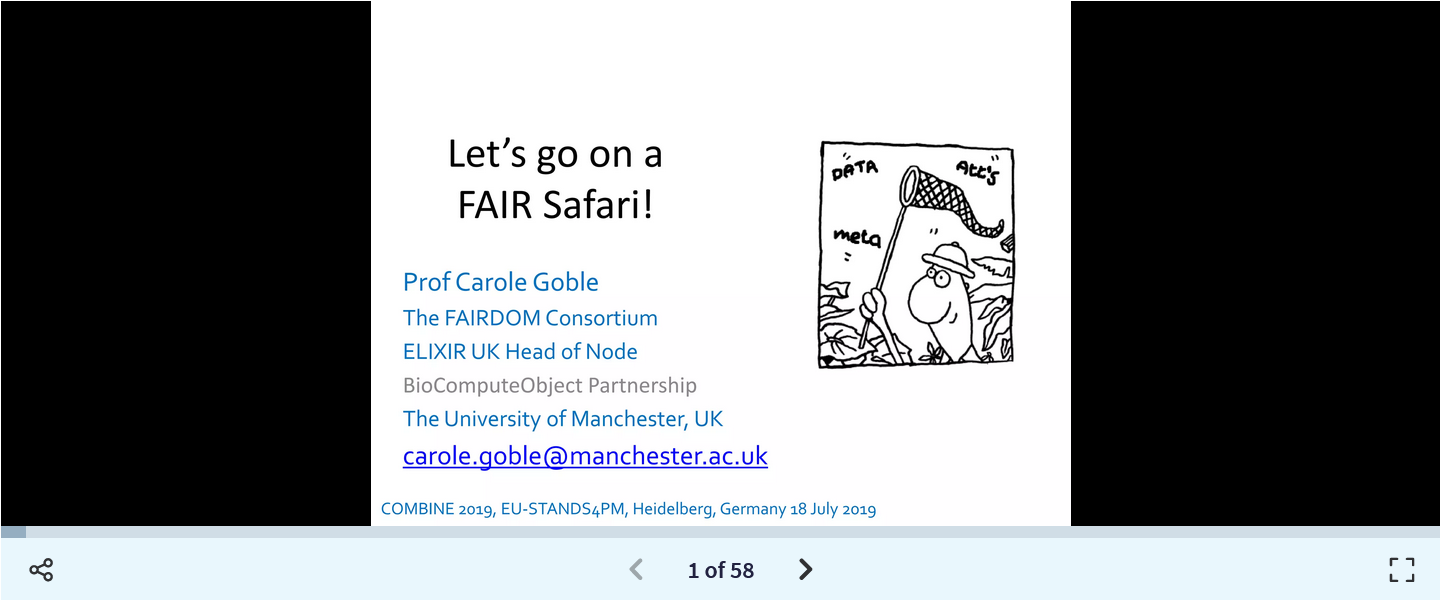 Let's go on a
FAIR Safari!
DATA
Att's
meta
Prof Carole Goble
The FAIRDOM Consortium
ELIXIR UK Head of Node
BioComputeObject Partnership
The University of Manchester, UK
carole.goble@manchester.ac.uk
COMBINE 2019, EU-STANDS4PM, Heidelberg, Germany 18 July 2019
1 of 58